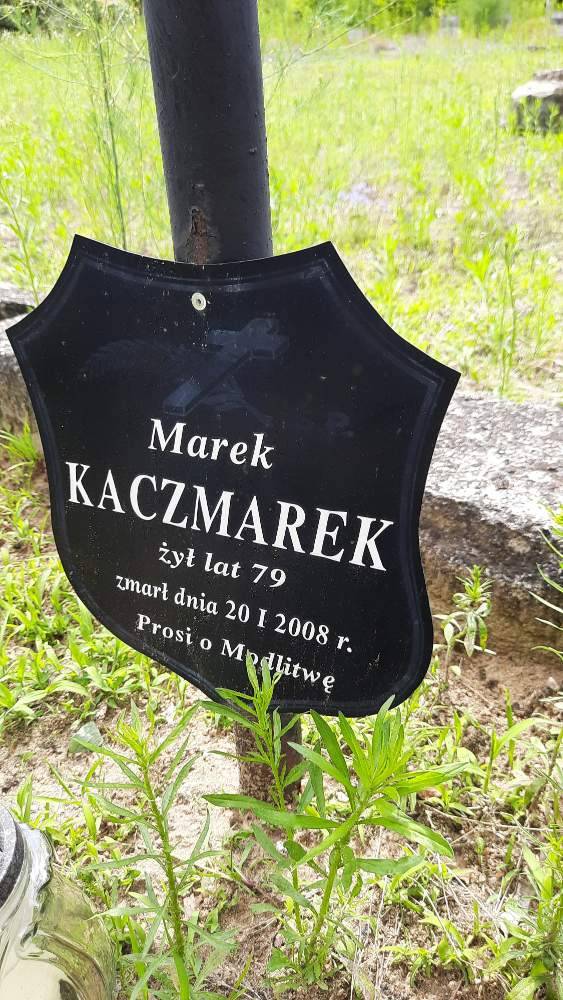 Marek
KACZMAREK
żył lat 79
zmarł dnia 20 I 2008 r.
Prosi o Modlitwę